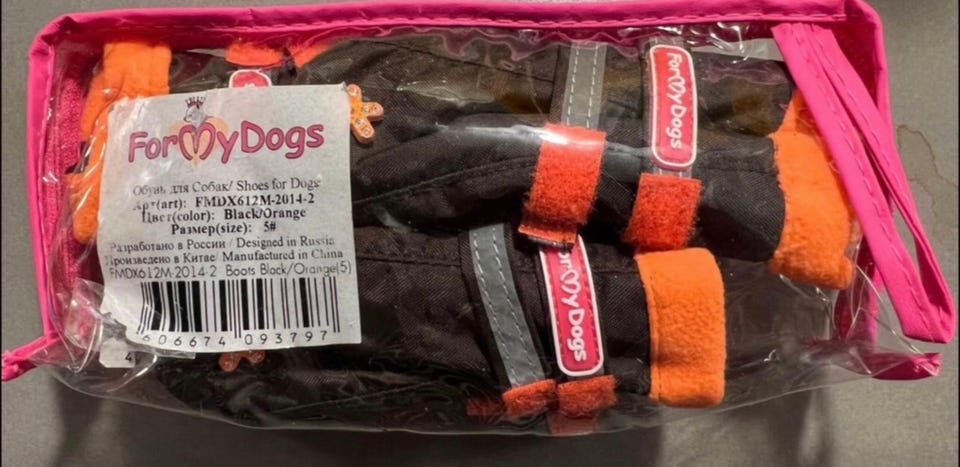 ForMyDogs
Обувь для Собак/ Shoes for Dogs
Арт(art): FMDX612M-2014-2
Цвет(color): Black/Orange
Размер(size): 5#
Разработано в России / Designed in Russia
Произведено в Китае/ Manufactured in China
FMDX612M-2014-2 Boots Black/Orange(5)
606674 093797
ForMyDogs
ForMyDogs